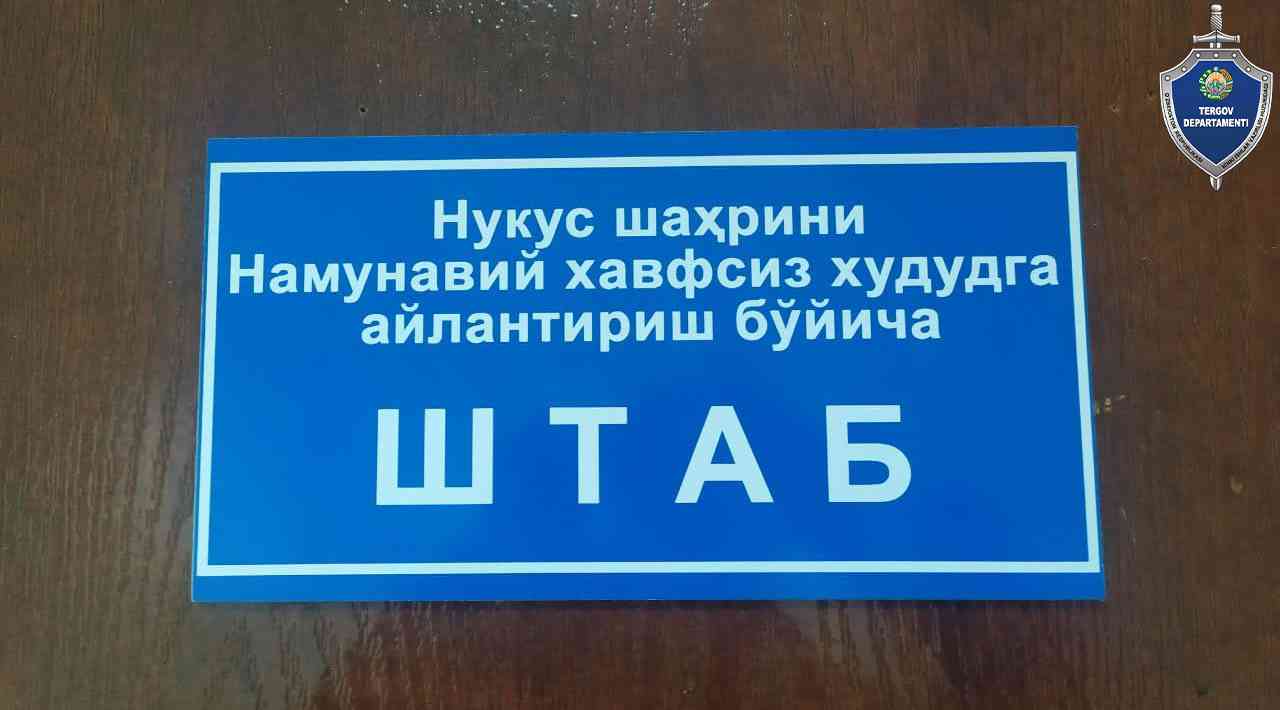 Нукус шаҳрини
Намунавий хавфсиз худудга
айлантириш бўйича
ШТАБ
TERGOV
DEPARTAMENTI